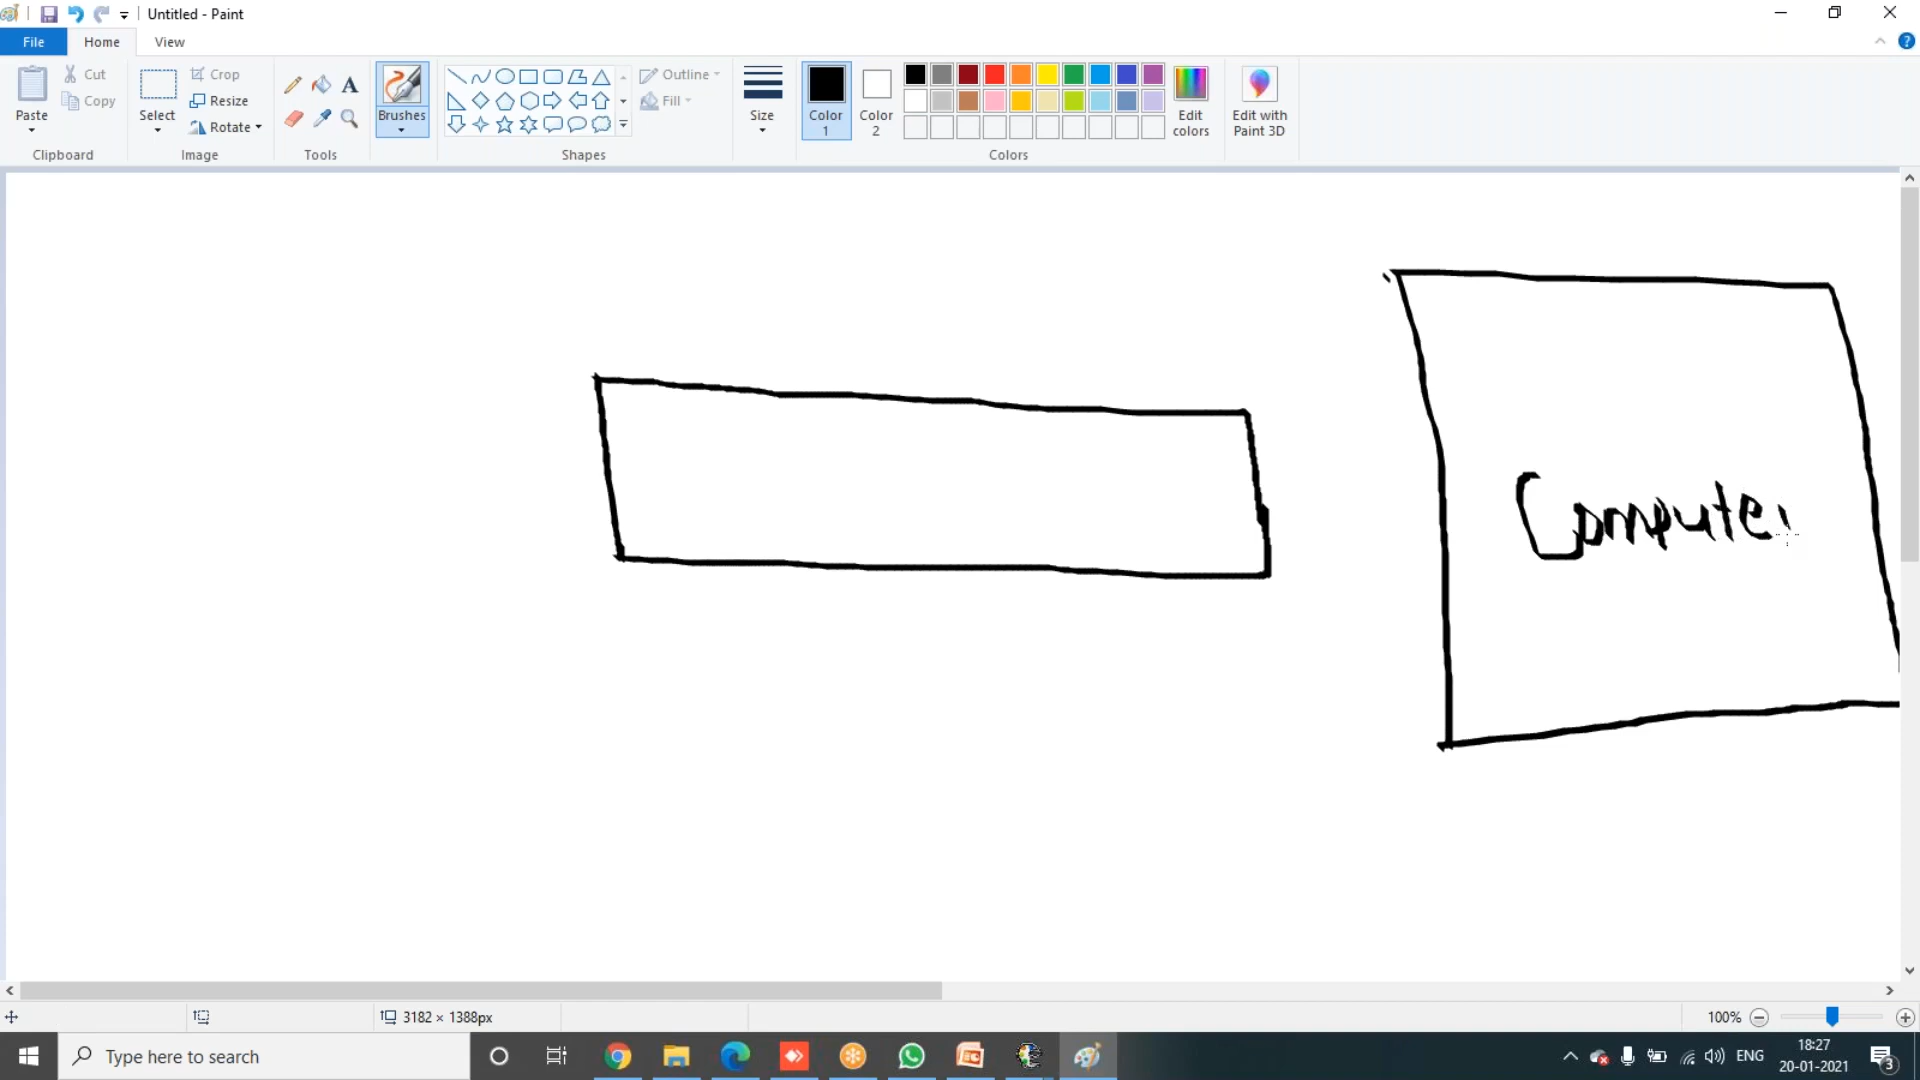 Untitled - Paint
File
Home
View
Paste
Cut
Copy
Clipboard
Select
Crop
Resize
Rotate
Image
Tools
Brushes
Shapes
Outline
Fill
Size
Color
1
Color
2
Colors
Edit
colors
Edit with
Paint 3D
Compute
3182 × 1388px
100%
Type here to search
ENG
18:27
20-01-2021
3